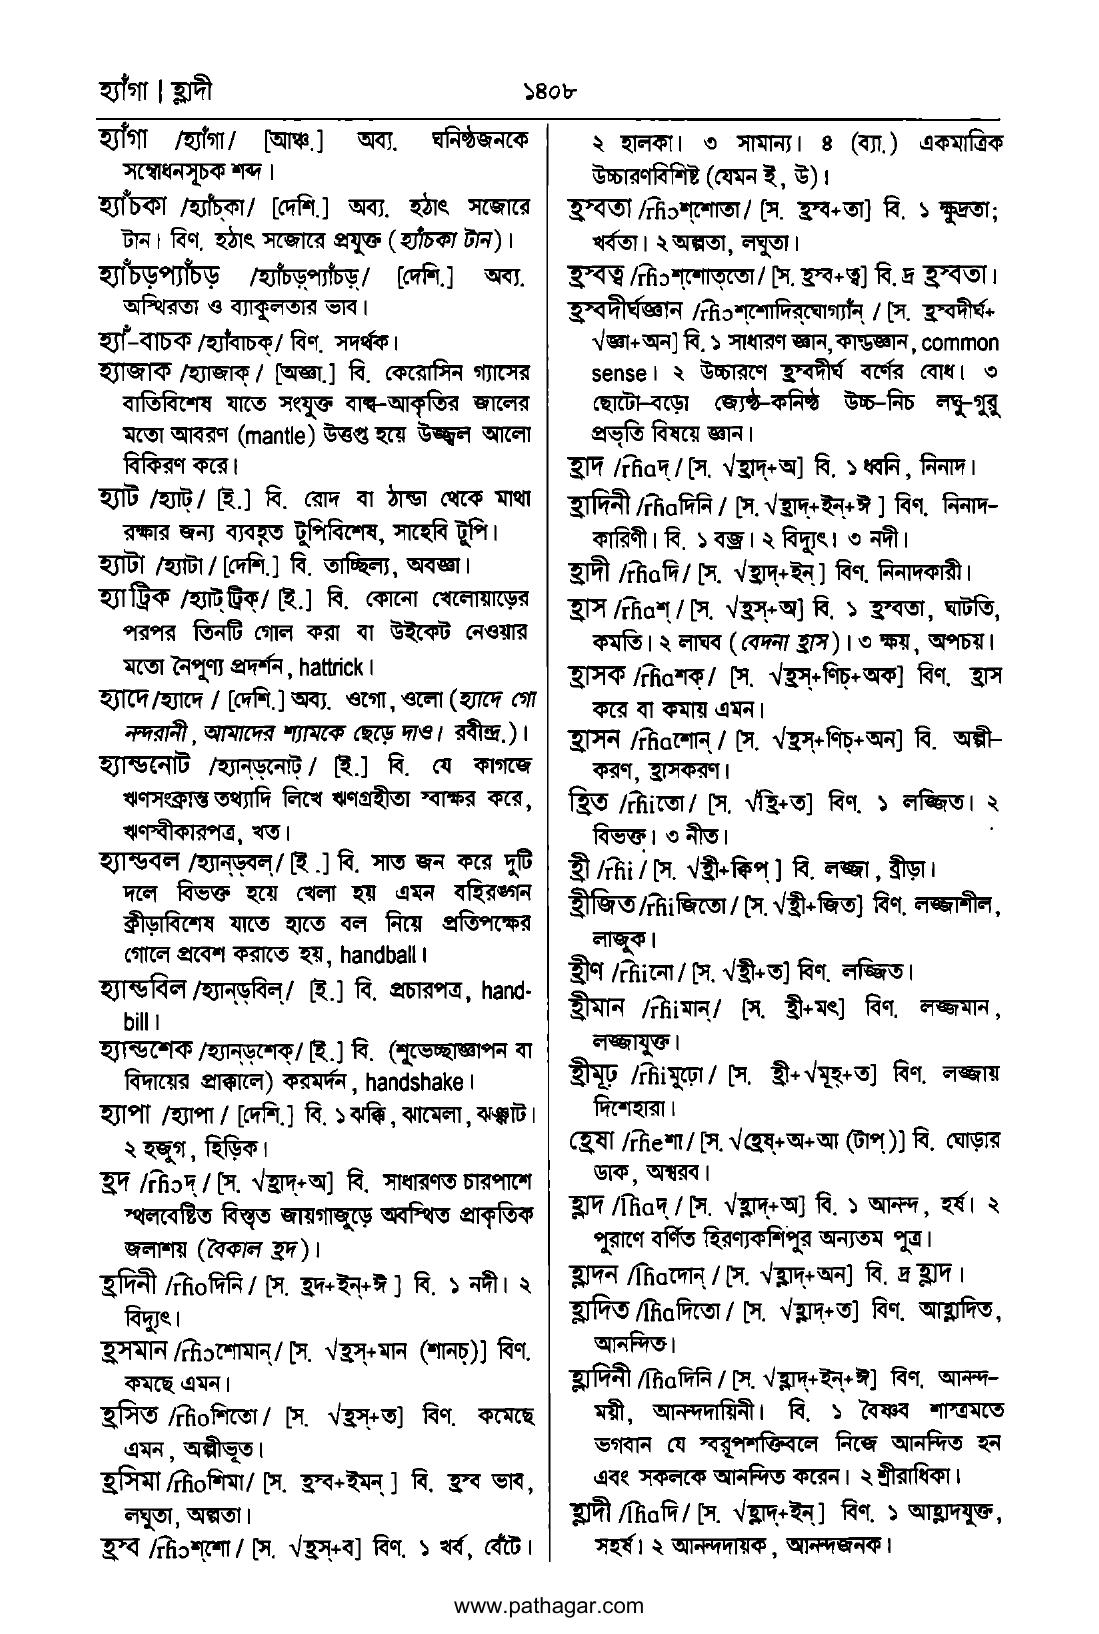 হ্যাঁগা | হ্লাদী
১৪০৮
হ্যাঁগা /হ্যাঁগা/ [আঞ্চ.] অব্য. ঘনিষ্ঠজনকে
সম্বোধনসূচক শব্দ।
হ্যাঁচকা /হ্যাঁচ্‌কা/ [দেশি.] অব্য. হঠাৎ সজোরে
টান। বিণ. হঠাৎ সজোরে প্রযুক্ত (হ্যাঁচকা টান)।
হ্যাঁচড়প্যাঁচড় /হ্যাঁচড়্‌প্যাঁচড়্/ [দেশি.] অব্য.
অস্থিরতা ও ব্যাকুলতার ভাব।
হ্যাঁ-বাচক /হ্যাঁবাচক্/ বিণ. সদর্থক।
হ্যাজাক /হ্যাজাক্/ [অজ্ঞা.] বি. কেরোসিন গ্যাসের
বাতিবিশেষ যাতে সংযুক্ত বাল্ব-আকৃতির জালের
মতো আবরণ (mantle) উত্তপ্ত হয়ে উজ্জ্বল আলো
বিকিরণ করে।
হ্যাট /হ্যাট্/ [ই.] বি. রোদ বা ঠান্ডা থেকে মাথা
রক্ষার জন্য ব্যবহৃত টুপিবিশেষ, সাহেবি টুপি।
হ্যাটা /হ্যাটা/ [দেশি.] বি. তাচ্ছিল্য, অবজ্ঞা।
হ্যাট্রিক /হ্যাট্‌ট্রিক্/ [ই.] বি. কোনো খেলোয়াড়ের
পরপর তিনটি গোল করা বা উইকেট নেওয়ার
মতো নৈপুণ্য প্রদর্শন, hattrick।
হ্যাদে /হ্যাদে / [দেশি.] অব্য. ওগো, ওলো (হ্যাদে গো
নন্দরানী, আমাদের শ্যামকে ছেড়ে দাও। রবীন্দ্র.)।
হ্যান্ডনোট /হ্যান্‌ড্‌নোট্/ [ই.] বি. যে কাগজে
ঋণসংক্রান্ত তথ্যাদি লিখে ঋণগ্রহীতা স্বাক্ষর করে,
ঋণস্বীকারপত্র, খত।
হ্যান্ডবল /হ্যান্‌ড্‌বল্/ [ই.] বি. সাত জন করে দুটি
দলে বিভক্ত হয়ে খেলা হয় এমন বহিরঙ্গন
ক্রীড়াবিশেষ যাতে হাতে বল নিয়ে প্রতিপক্ষের
গোলে প্রবেশ করাতে হয়, handball।
হ্যান্ডবিল /হ্যান্‌ড্‌বিল্/ [ই.] বি. প্রচারপত্র, hand-
bill।
হ্যান্ডশেক /হ্যান্‌ড্‌শেক্/ [ই.] বি. (শুভেচ্ছাজ্ঞাপন বা
বিদায়ের প্রাক্কালে) করমর্দন, handshake।
হ্যাপা /হ্যাপা / [দেশি.] বি. ১ ঝক্কি, ঝামেলা, ঝঞ্ঝাট।
২ হুজুগ, হিড়িক।
হ্রদ /rɦɔদ্ / [স. √হ্রাদ্+অ] বি. সাধারণত চারপাশে
স্থলবেষ্টিত বিস্তৃত জায়গাজুড়ে অবস্থিত প্রাকৃতিক
জলাশয় (বৈকাল হ্রদ)।
হ্রদিনী /rɦoদিনি / [স. হ্রদ+ইন্+ঈ ] বি. ১ নদী। ২
বিদ্যুৎ।
হ্রসমান /rɦɔশোমান্/ [স. √হ্রস্+মান (শানচ্)] বিণ.
কমছে এমন।
হ্রসিত /rɦoশিতো/ [স. √হ্রস্+ত] বিণ. কমেছে
এমন, অল্পীভূত।
হ্রসিমা /rɦoশিমা/ [স. হ্রস্ব+ইমন্ ] বি. হ্রস্ব ভাব,
লঘুতা, অল্পতা।
হ্রস্ব /rɦɔশ্‌শো/ [স. √হ্রস্+ব] বিণ. ১ খর্ব, বেঁটে।
২ হালকা। ৩ সামান্য। ৪ (ব্যা.) একমাত্রিক
উচ্চারণবিশিষ্ট (যেমন ই, উ)।
হ্রস্বতা /rɦɔশ্‌শোতা/ [স. হ্রস্ব+তা] বি. ১ ক্ষুদ্রতা;
খর্বতা। ২ অল্পতা, লঘুতা।
হ্রস্বত্ব /rɦɔশ্‌শোত্‌তো/ [স. হ্রস্ব+ত্ব] বি. দ্র হ্রস্বতা।
হ্রস্বদীর্ঘজ্ঞান /rɦɔশ্‌শোদির্‌ঘোগ্যাঁন্ / [স. হ্রস্বদীর্ঘ+
√জ্ঞা+অন] বি. ১ সাধারণ জ্ঞান, কান্ডজ্ঞান, common
sense। ২ উচ্চারণে হ্রস্বদীর্ঘ বর্ণের বোধ। ৩
ছোটো-বড়ো জ্যেষ্ঠ-কনিষ্ঠ উচ্চ-নিচ লঘু-গুরু
প্রভৃতি বিষয়ে জ্ঞান।
হ্রাদ /rɦaদ্ / [স. √হ্রাদ্+অ] বি. ১ ধ্বনি, নিনাদ।
হ্রাদিনী /rɦaদিনি / [স. √হ্রাদ্+ইন্+ঈ ] বিণ. নিনাদ-
কারিণী। বি. ১ বজ্র। ২ বিদ্যুৎ। ৩ নদী।
হ্রাদী /rɦaদি / [স. √হ্রাদ্+ইন্ ] বিণ. নিনাদকারী।
হ্রাস /rɦaশ্/ [স. √হ্রস্+অ] বি. ১ হ্রস্বতা, ঘাটতি,
কমতি। ২ লাঘব (বেদনা হ্রাস)। ৩ ক্ষয়, অপচয়।
হ্রাসক /rɦaশক্/ [স. √হ্রস্+ণিচ্+অক] বিণ. হ্রাস
করে বা কমায় এমন।
হ্রাসন /rɦaশোন্ / [স. √হ্রস্+ণিচ্+অন] বি. অল্পী-
করণ, হ্রাসকরণ।
হ্রিত /rɦiতো/ [স. √হ্রি+ত] বিণ. ১ লজ্জিত। ২
বিভক্ত। ৩ নীত।
হ্রী /rɦi / [স. √হ্রী+ক্বিপ্ ] বি. লজ্জা, ব্রীড়া।
হ্রীজিত /rɦiজিতো/ [স. √হ্রী+জিত] বিণ. লজ্জাশীল,
লাজুক।
হ্রীণ /rɦiনো/ [স. √হ্রী+ত] বিণ. লজ্জিত।
হ্রীমান /rɦiমান্/ [স. হ্রী+মৎ] বিণ. লজ্জমান,
লজ্জাযুক্ত।
হ্রীমূঢ় /rɦiমুঢ়ো/ [স. হ্রী+√মূহ্+ত] বিণ. লজ্জায়
দিশেহারা।
হ্রেষা /rɦeশা/ [স. √হ্রেষ্+অ+আ (টাপ্)] বি. ঘোড়ার
ডাক, অশ্বরব।
হ্লাদ /lɦaদ্ / [স. √হ্লাদ্+অ] বি. ১ আনন্দ, হর্ষ। ২
পুরাণে বর্ণিত হিরণ্যকশিপুর অন্যতম পুত্র।
হ্লাদন /lɦaদোন্/ [স. √হ্লাদ্+অন] বি. দ্র হ্লাদ।
হ্লাদিত /lɦaদিতো/ [স. √হ্লাদ্+ত] বিণ. আহ্লাদিত,
আনন্দিত।
হ্লাদিনী /lɦaদিনি/ [স. √হ্লাদ্+ইন্+ঈ] বিণ. আনন্দ-
ময়ী, আনন্দদায়িনী। বি. ১ বৈষ্ণব শাস্ত্রমতে
ভগবান যে স্বরূপশক্তিবলে নিজে আনন্দিত হন
এবং সকলকে আনন্দিত করেন। ২ শ্রীরাধিকা।
হ্লাদী /lɦaদি / [স. √হ্লাদ্+ইন্] বিণ. ১ আহ্লাদযুক্ত,
সহর্ষ। ২ আনন্দদায়ক, আনন্দজনক।
www.pathagar.com